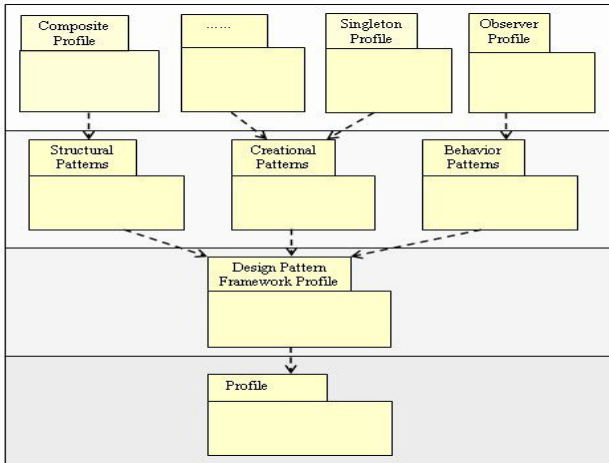 Composite
Profile
......
Singleton
Profile
Observer
Profile
Structural
Patterns
Creational
Patterns
Behavior
Patterns
Design Pattern
Framework Profile
Profile